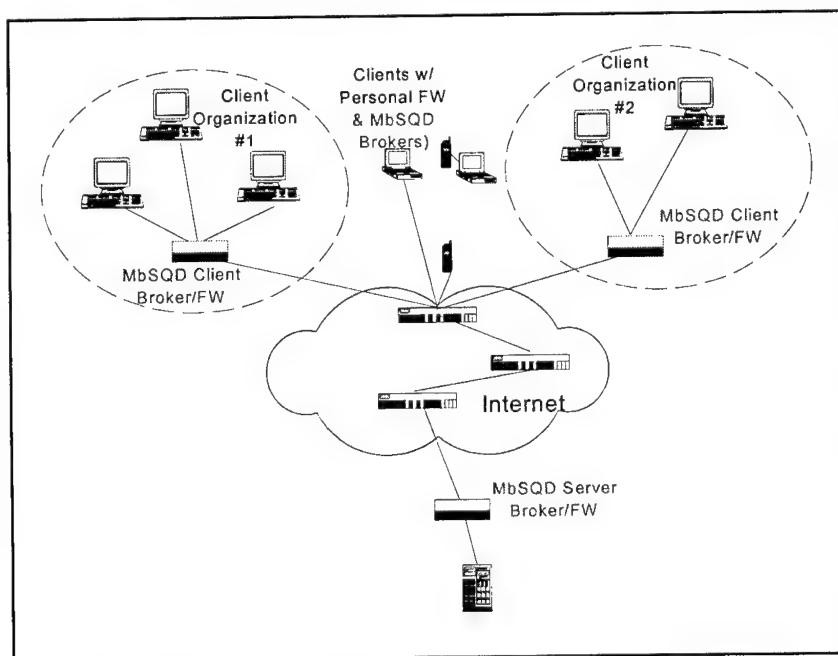 Client
Organization
#1
Clients w/
Personal FW
& MbSQD
Brokers)
Client
Organization
#2
MbSQD Client
Broker/FW
MbSQD Client
Broker/FW
Internet
MbSQD Server
Broker/FW